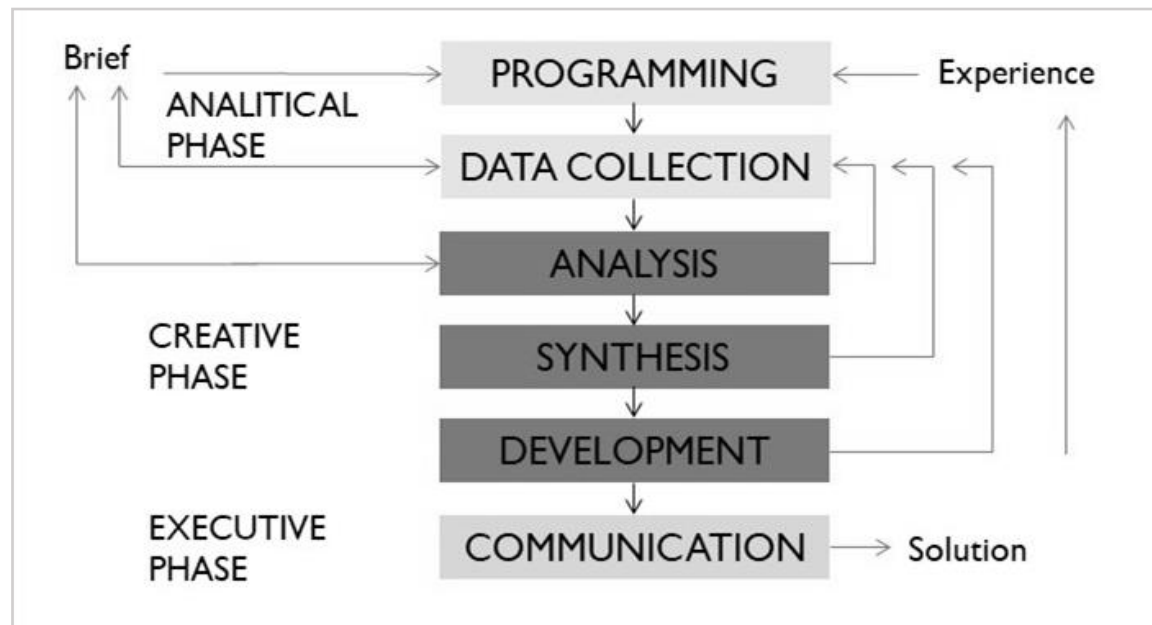 Brief
PROGRAMMING
Experience
ANALITICAL
PHASE
DATA COLLECTION
ANALYSIS
CREATIVE
PHASE
SYNTHESIS
DEVELOPMENT
EXECUTIVE
PHASE
COMMUNICATION
Solution